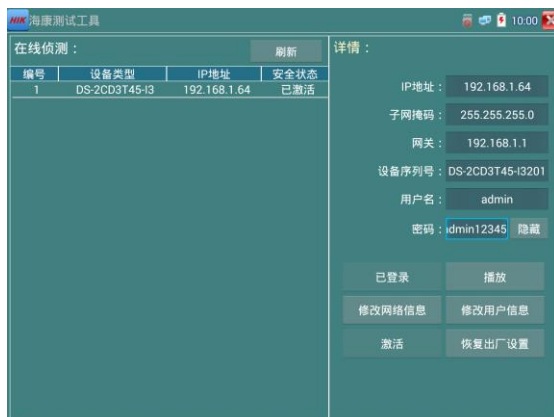 HIK 海康测试工具 10:00
在线侦测：
刷新
编号 设备类型 IP地址 安全状态
1 DS-2CD3T45-I3 192.168.1.64 已激活
详情：
IP地址： 192.168.1.64
子网掩码： 255.255.255.0
网关： 192.168.1.1
设备序列号： DS-2CD3T45-I3201
用户名： admin
密码： dmin12345 隐藏
已登录 播放
修改网络信息 修改用户信息
激活 恢复出厂设置